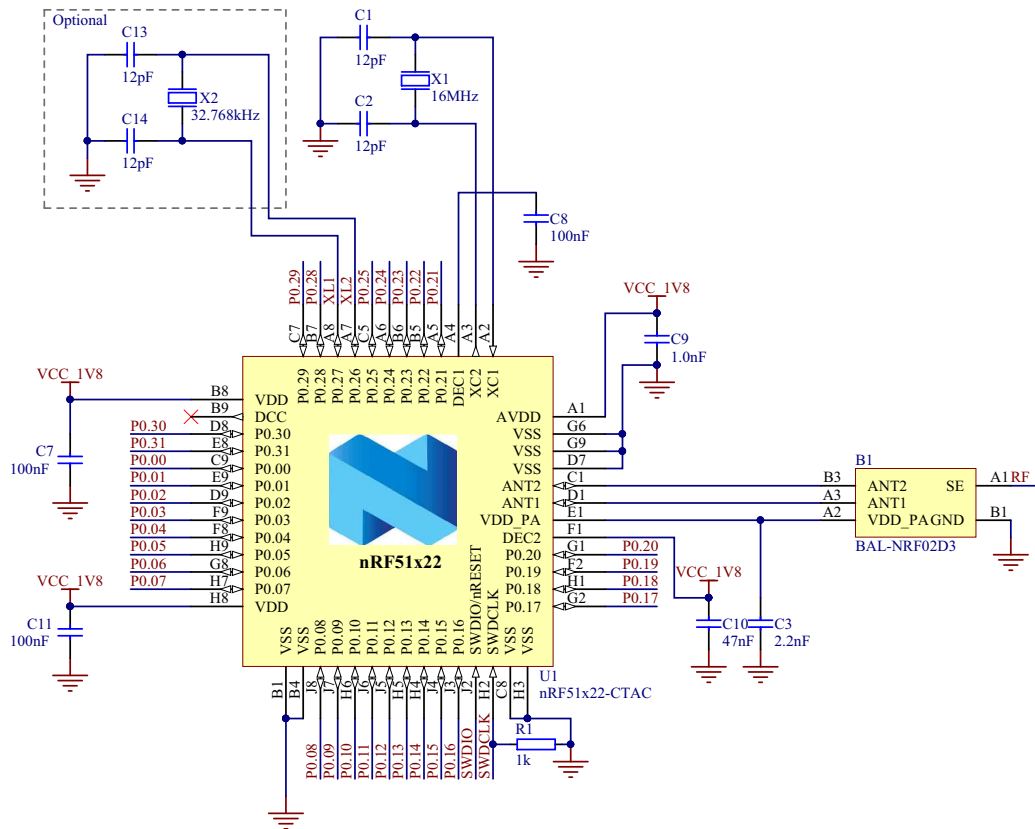 Optional
C13
12pF
X2
32.768kHz
C14
12pF
C1
12pF
X1
16MHz
C2
12pF
C8
100nF
P0.29
P0.28
XL1
XL2
P0.25
P0.24
P0.23
P0.22
P0.21
C7
B7
A8
A7
C5
A6
B6
B5
A5
A4
A3
A2
P0.29
P0.28
P0.27
P0.26
P0.25
P0.24
P0.23
P0.22
P0.21
DEC1
XC2
XC1
VCC_1V8
C9
1.0nF
VCC_1V8
C7
100nF
B8 VDD
B9 DCC
P0.30 D8 P0.30
P0.31 E8 P0.31
P0.00 C9 P0.00
P0.01 E9 P0.01
P0.02 D9 P0.02
P0.03 F9 P0.03
P0.04 F8 P0.04
P0.05 H9 P0.05
P0.06 G8 P0.06
P0.07 H7 P0.07
H8 VDD
VCC_1V8
C11
100nF
nRF51x22
AVDD A1
VSS G6
VSS G9
VSS D7
ANT2 C1
ANT1 D1
VDD_PA E1
DEC2 F1
P0.20 G1 P0.20
P0.19 F2 P0.19
P0.18 H1 P0.18
P0.17 G2 P0.17
B1
B3 ANT2 SE A1 RF
A3 ANT1
A2 VDD_PA GND B1
BAL-NRF02D3
VCC_1V8
C10
47nF
C3
2.2nF
VSS
VSS
P0.08
P0.09
P0.10
P0.11
P0.12
P0.13
P0.14
P0.15
P0.16
SWDIO/nRESET
SWDCLK
VSS
VSS
B1
B4
J8
J7
H6
J6
J5
H5
H4
J4
J3
J2
H2
C8
H3
U1
nRF51x22-CTAC
P0.08
P0.09
P0.10
P0.11
P0.12
P0.13
P0.14
P0.15
P0.16
SWDIO
SWDCLK
R1
1k